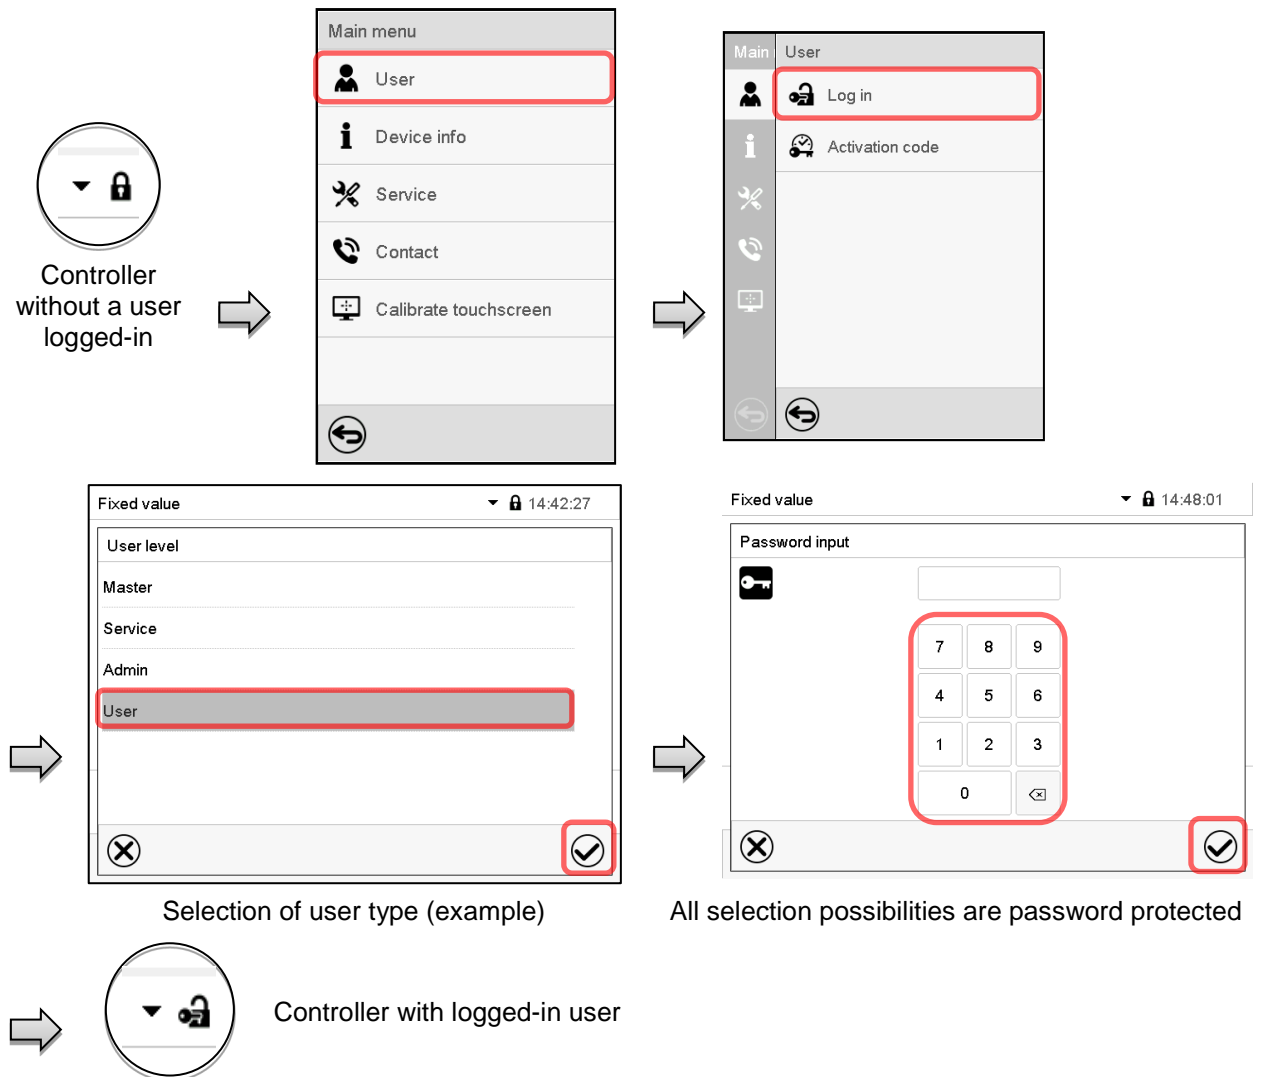 Main menu
User
Device info
Service
Contact
Calibrate touchscreen
Controller
without a user
logged-in
Main
User
Log in
Activation code
Fixed value
14:42:27
User level
Master
Service
Admin
User
Selection of user type (example)
Fixed value
14:48:01
Password input
7 8 9
4 5 6
1 2 3
0
All selection possibilities are password protected
Controller with logged-in user